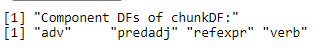 [1] "Component DFs of chunkDF:"
[1] "adv"     "predadj" "refexpr" "verb"